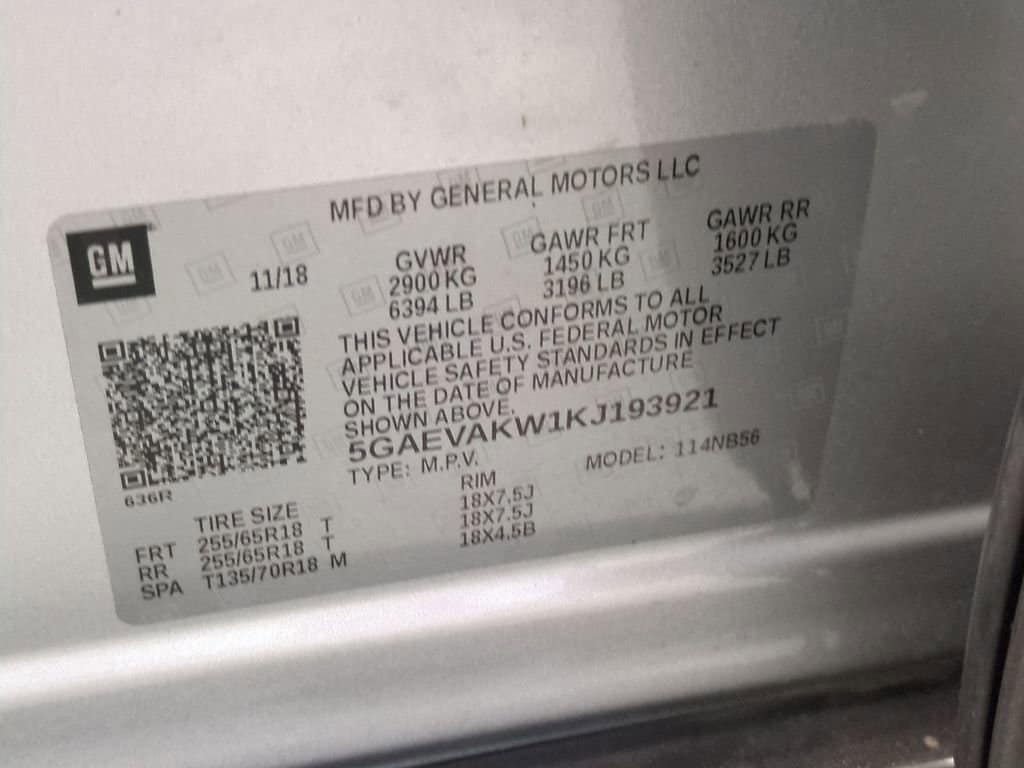 MFD BY GENERAL MOTORS LLC
GM
11/18
GVWR GAWR FRT GAWR RR
2900 KG 1450 KG 1600 KG
6394 LB 3196 LB 3527 LB
THIS VEHICLE CONFORMS TO ALL
APPLICABLE U.S. FEDERAL MOTOR
VEHICLE SAFETY STANDARDS IN EFFECT
ON THE DATE OF MANUFACTURE
SHOWN ABOVE.
5GAEVAKW1KJ193921
TYPE: M.P.V. MODEL: 114NB56
636R
TIRE SIZE RIM
FRT 255/65R18 T 18X7.5J
RR 255/65R18 T 18X7.5J
SPA T135/70R18 M 18X4.5B